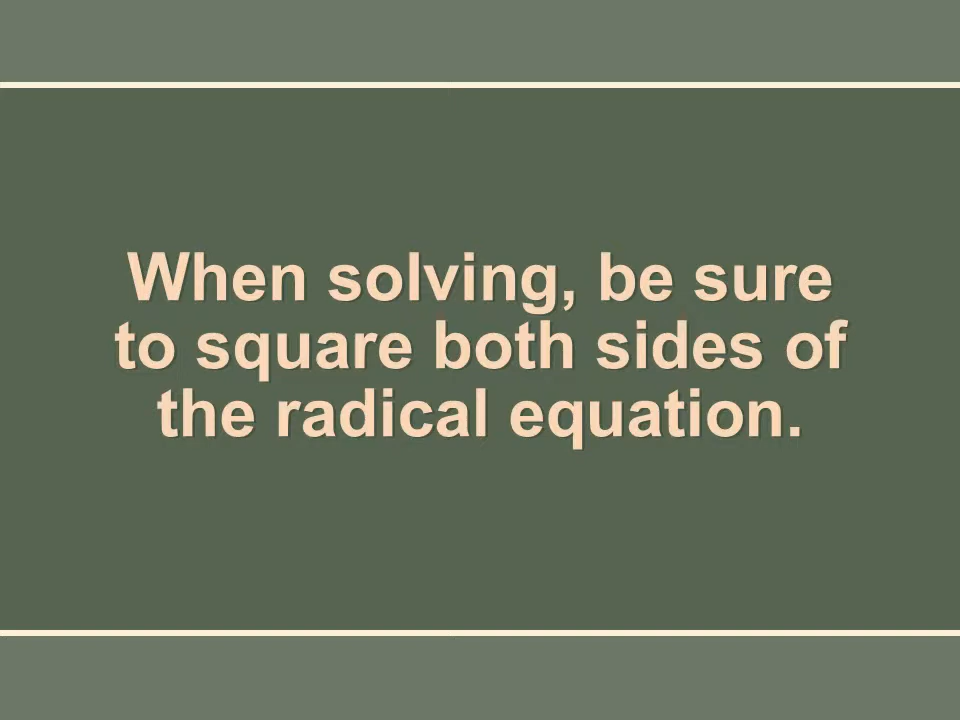 When solving, be sure
to square both sides of
the radical equation.